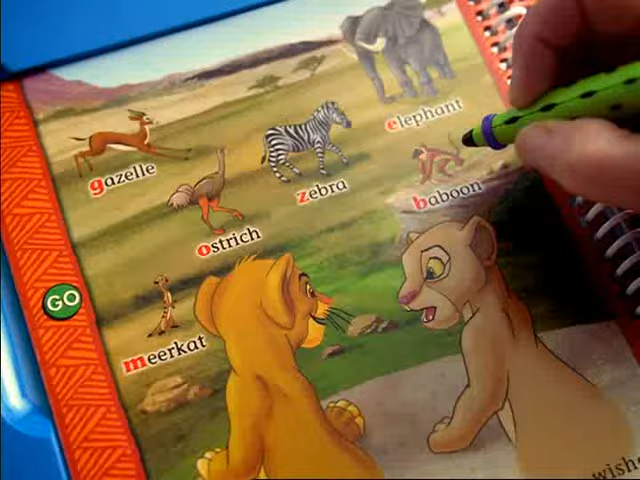 elephant
gazelle
zebra
baboon
ostrich
GO
meerkat
wish